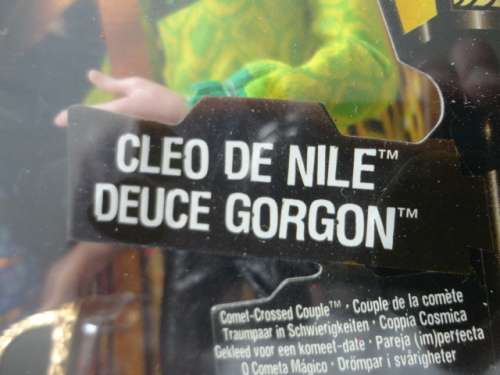 CLEO DE NILE™
DEUCE GORGON™
Comet-Crossed Couple™ · Couple de la comète
Traumpaar in Schwierigkeiten · Coppia Cosmica
Gekleed voor een komeet-date · Pareja (im)perfecta
O Cometa Mágico · Drömpar i svårigheter